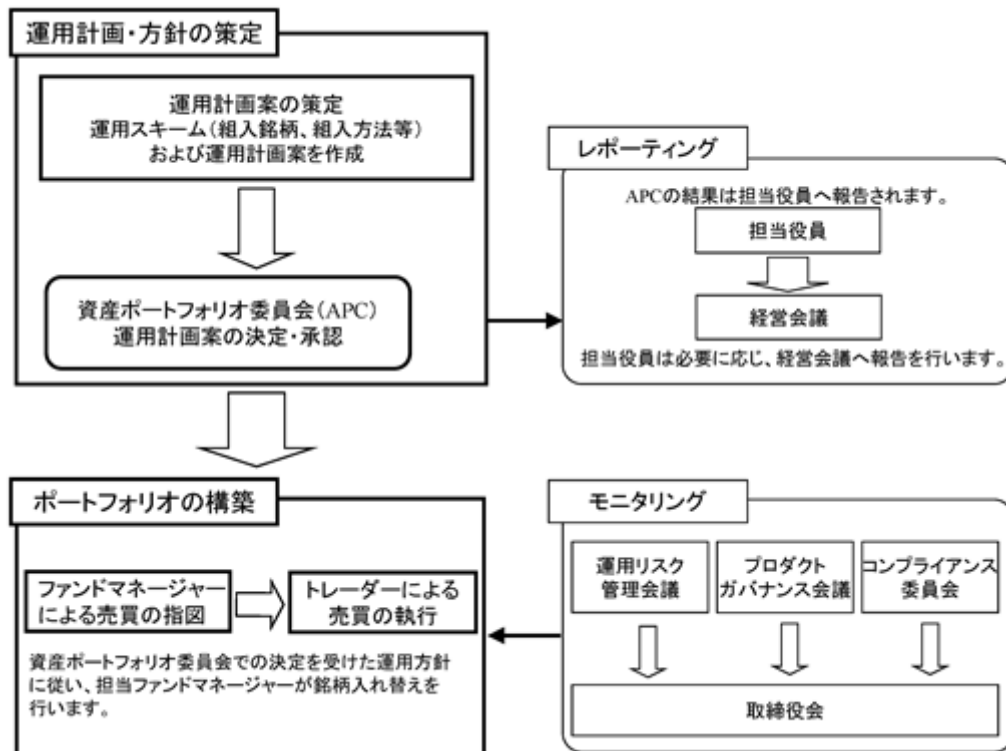 運用計画・方針の策定
運用計画案の策定
運用スキーム(組入銘柄、組入方法等)
および運用計画案を作成
資産ポートフォリオ委員会(APC)
運用計画案の決定・承認
レポーティング
APCの結果は担当役員へ報告されます。
担当役員
経営会議
担当役員は必要に応じ、経営会議へ報告を行います。
ポートフォリオの構築
ファンドマネージャー
による売買の指図
トレーダーによる
売買の執行
資産ポートフォリオ委員会での決定を受けた運用方針
に従い、担当ファンドマネージャーが銘柄入れ替えを
行います。
モニタリング
運用リスク
管理会議
プロダクト
ガバナンス会議
コンプライアンス
委員会
取締役会